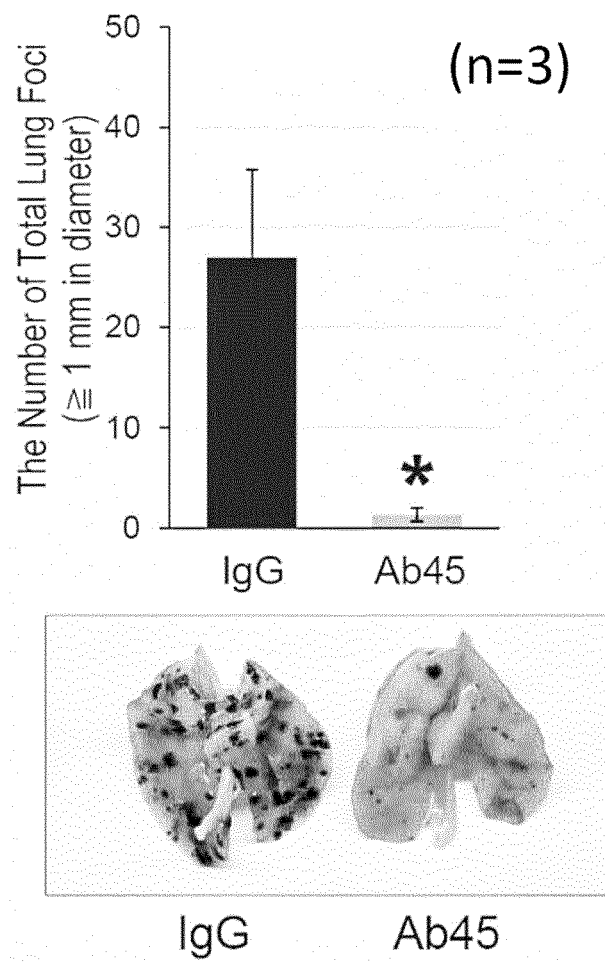 The Number of Total Lung Foci
(≧ 1 mm in diameter)
50
40
30
20
10
0
(n=3)
*
IgG Ab45
IgG Ab45